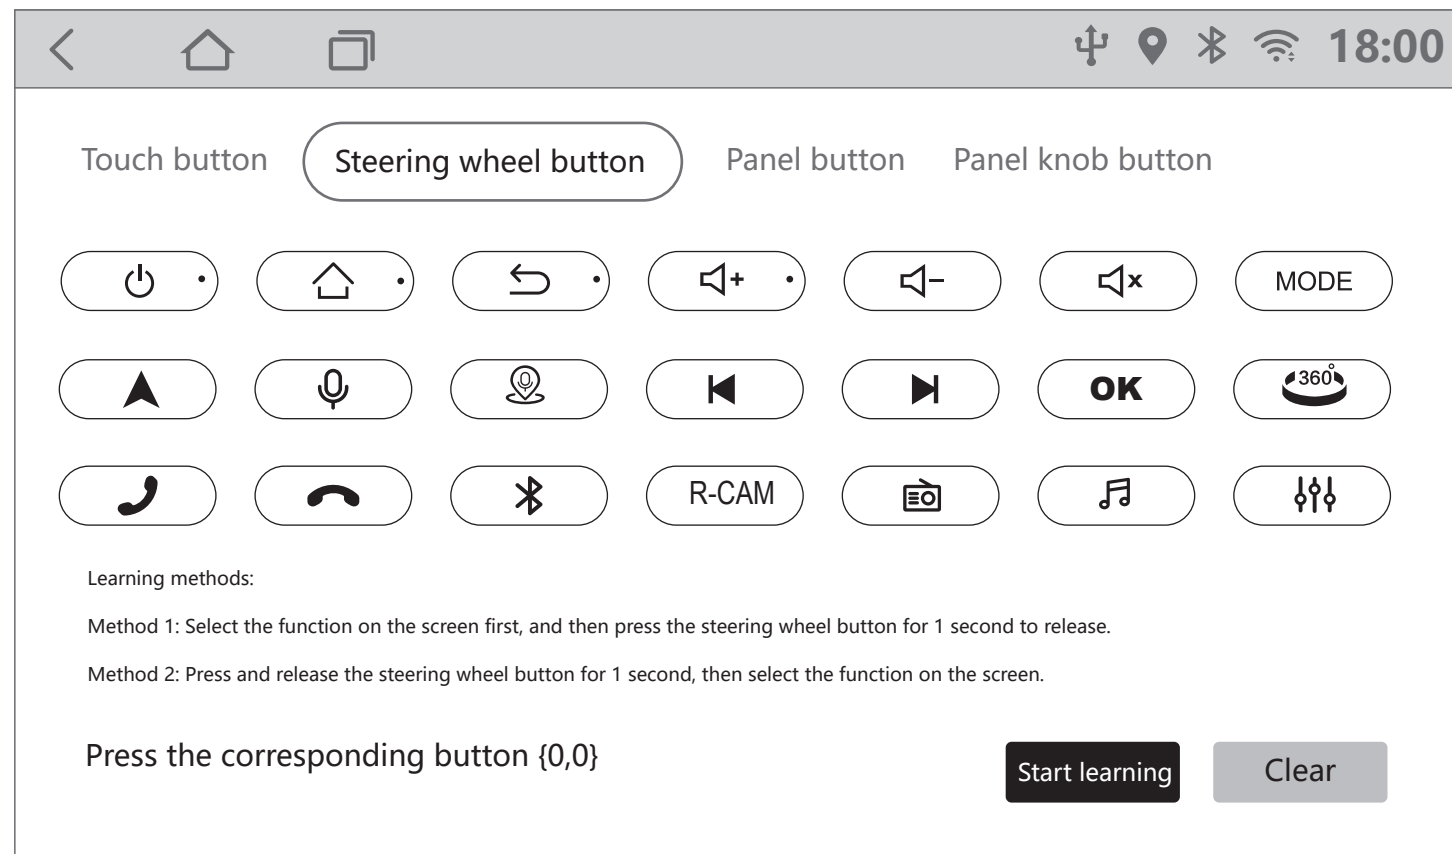 18:00
Touch button Steering wheel button Panel button Panel knob button
MODE
OK 360°
R-CAM
Learning methods:
Method 1: Select the function on the screen first, and then press the steering wheel button for 1 second to release.
Method 2: Press and release the steering wheel button for 1 second, then select the function on the screen.
Press the corresponding button {0,0}
Start learning Clear